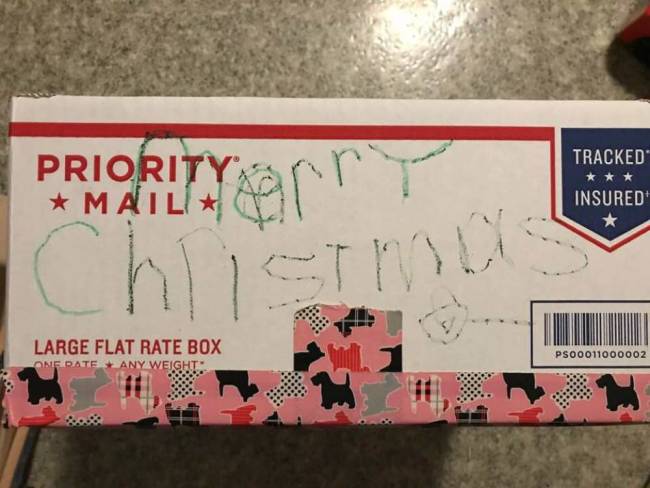 PRIORITY®
★ MAIL ★
TRACKED
★ ★ ★
INSURED
★
Merry
Christmas
LARGE FLAT RATE BOX
ONE RATE ★ ANY WEIGHT
PS00011000002